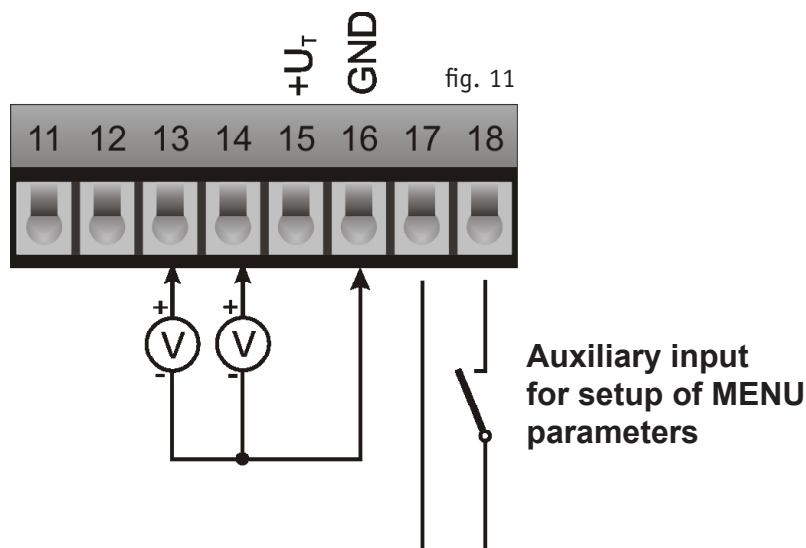 +UT
GND
fig. 11
11 12 13 14 15 16 17 18
+ +
V V
- -
Auxiliary input
for setup of MENU
parameters